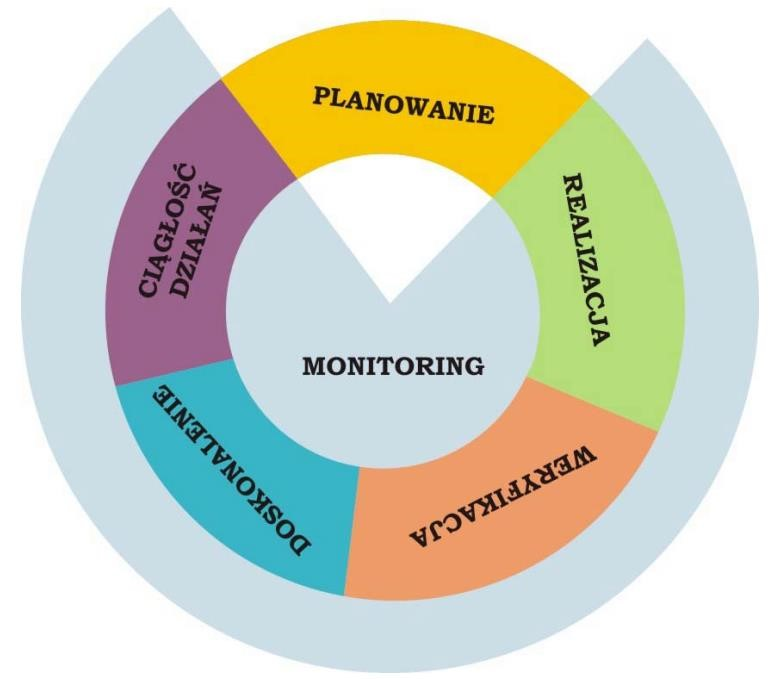 PLANOWANIE
REALIZACJA
WERYFIKACJA
DOSKONALENIE
CIĄGŁOŚĆ
DZIAŁAŃ
MONITORING